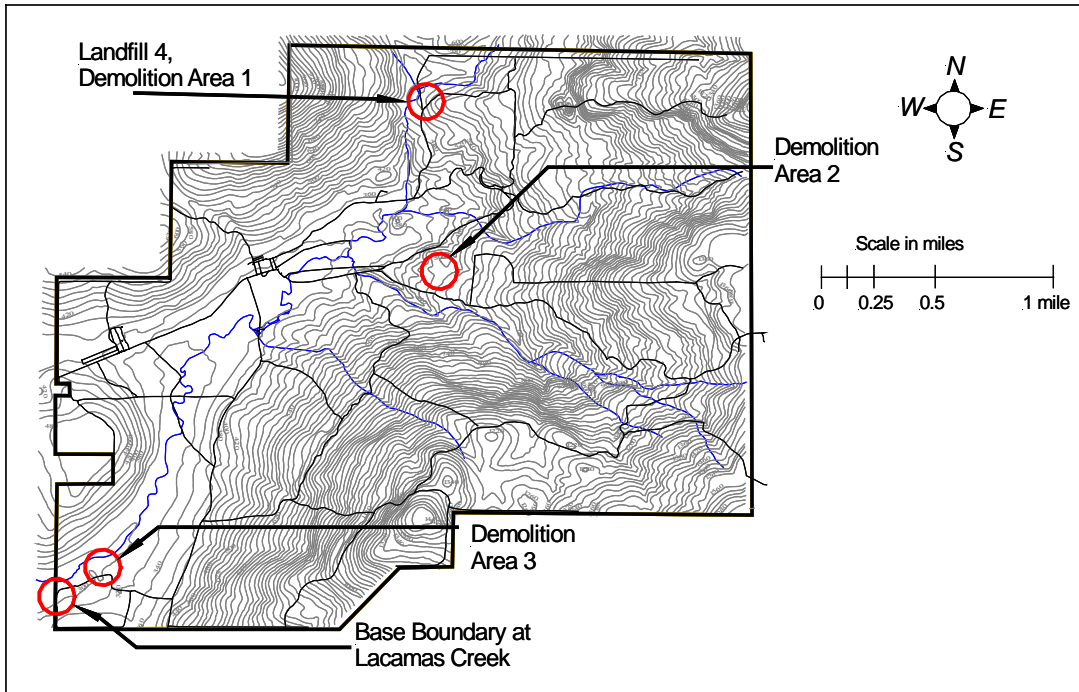 Landfill 4,
Demolition Area 1
N
W
E
S
Demolition
Area 2
Scale in miles
0
0.25
0.5
1 mile
Demolition
Area 3
Base Boundary at
Lacamas Creek